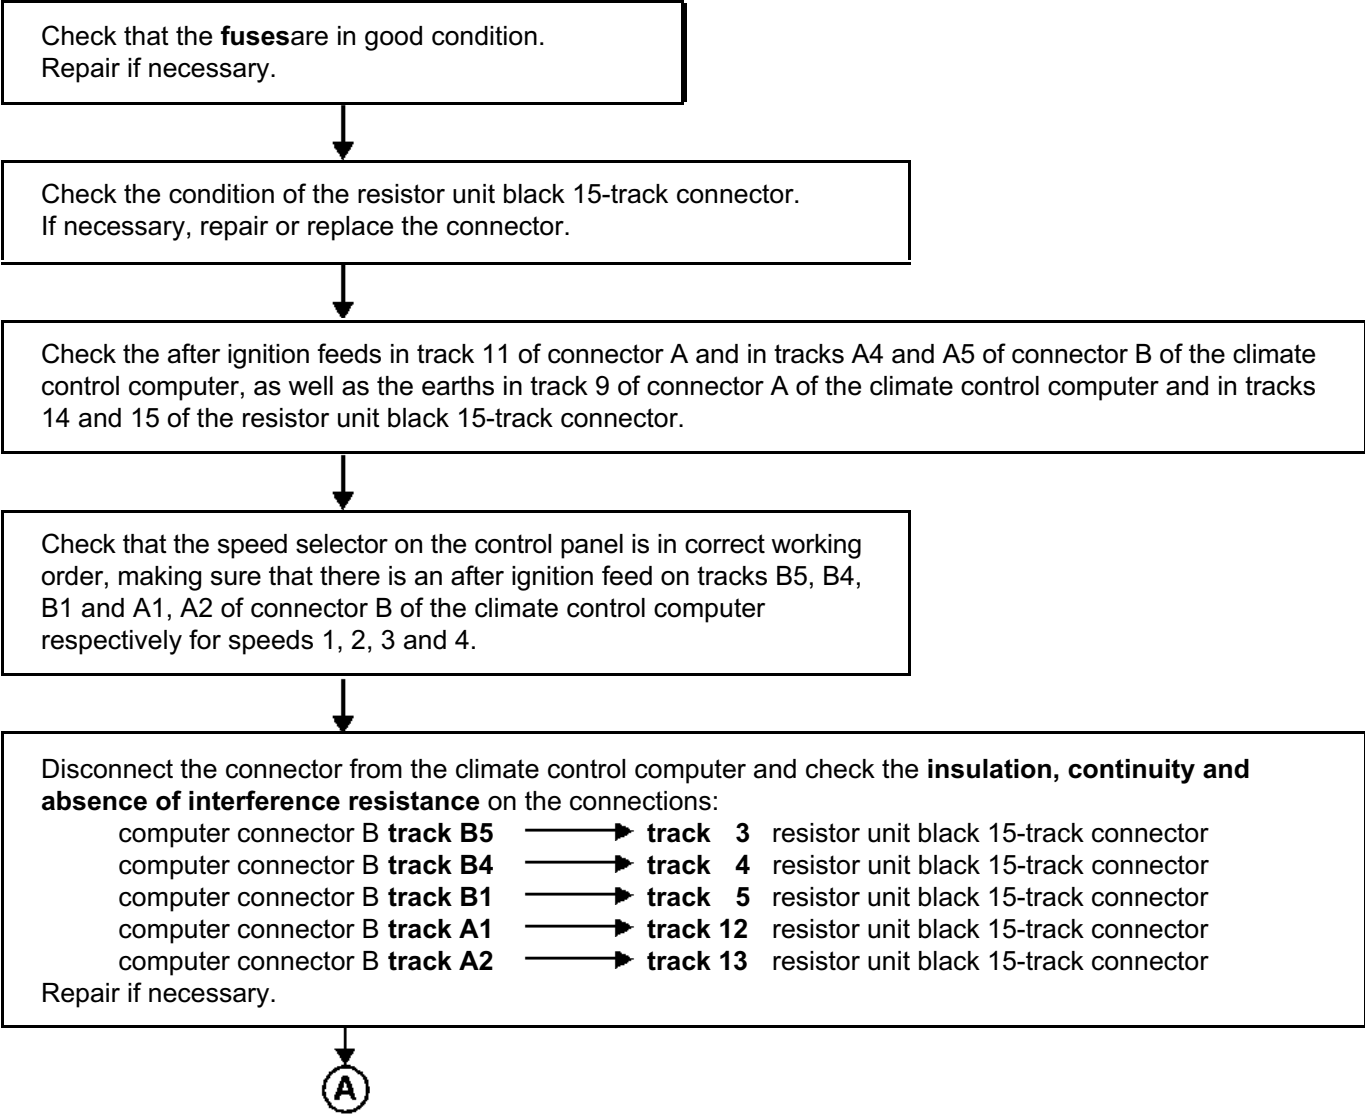 Check that the fusesare in good condition.
Repair if necessary.
Check the condition of the resistor unit black 15-track connector.
If necessary, repair or replace the connector.
Check the after ignition feeds in track 11 of connector A and in tracks A4 and A5 of connector B of the climate
control computer, as well as the earths in track 9 of connector A of the climate control computer and in tracks
14 and 15 of the resistor unit black 15-track connector.
Check that the speed selector on the control panel is in correct working
order, making sure that there is an after ignition feed on tracks B5, B4,
B1 and A1, A2 of connector B of the climate control computer
respectively for speeds 1, 2, 3 and 4.
Disconnect the connector from the climate control computer and check the insulation, continuity and
absence of interference resistance on the connections:
computer connector B track B5 track 3 resistor unit black 15-track connector
computer connector B track B4 track 4 resistor unit black 15-track connector
computer connector B track B1 track 5 resistor unit black 15-track connector
computer connector B track A1 track 12 resistor unit black 15-track connector
computer connector B track A2 track 13 resistor unit black 15-track connector
Repair if necessary.
A